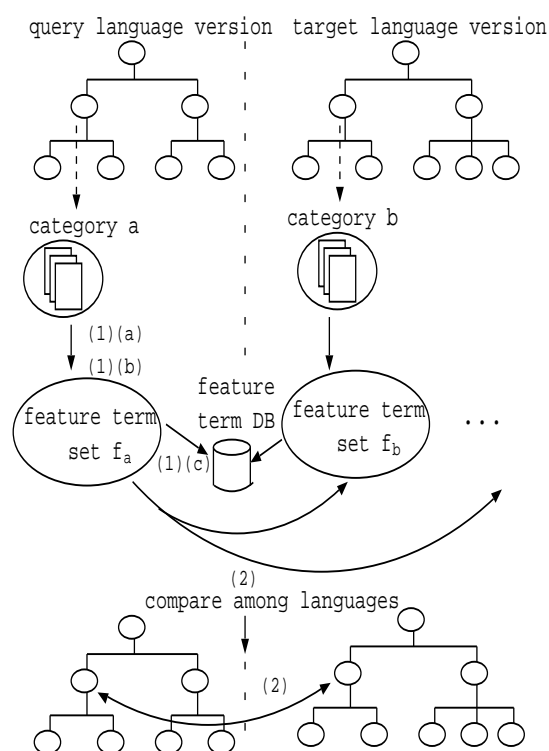 query language version
target language version
category a
category b
(1)(a)
(1)(b)
feature term
set fa
feature
term DB
(1)(c)
feature term
set fb
...
(2)
compare among languages
(2)